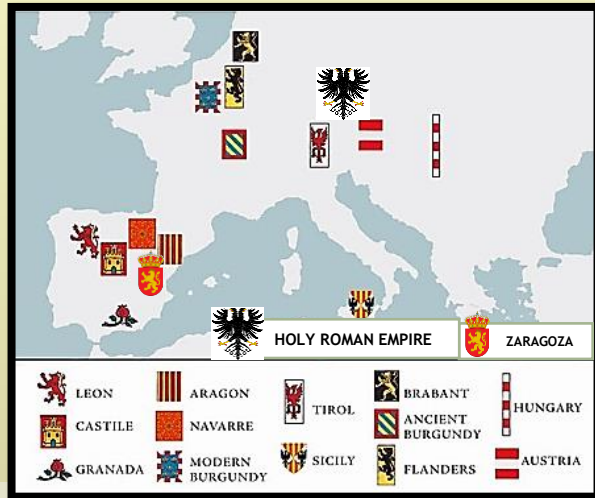 HOLY ROMAN EMPIRE
ZARAGOZA
LEON
ARAGON
TIROL
BRABANT
HUNGARY
CASTILE
NAVARRE
ANCIENT
BURGUNDY
GRANADA
MODERN
BURGUNDY
SICILY
FLANDERS
AUSTRIA